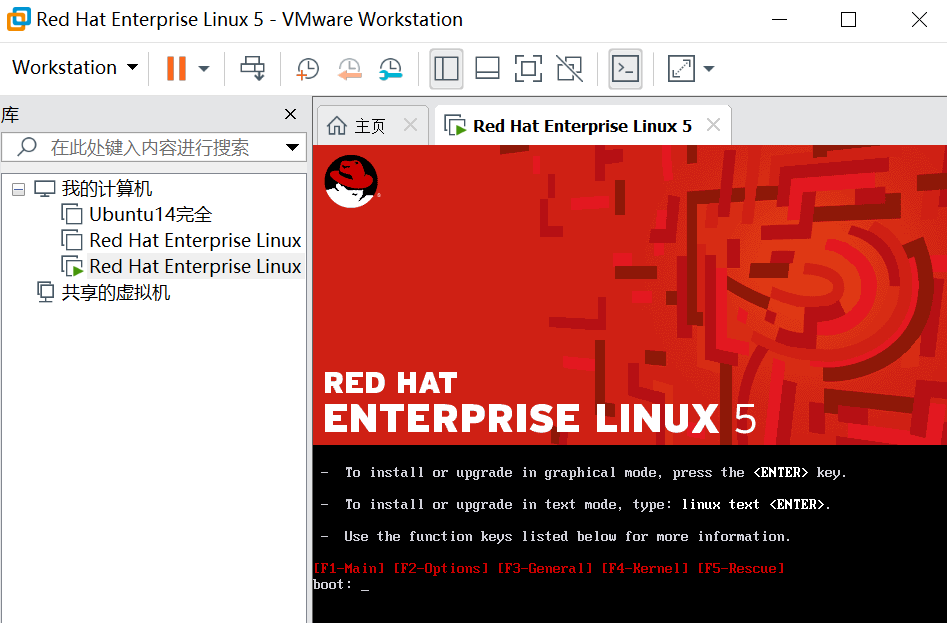 Red Hat Enterprise Linux 5 - VMware Workstation
Workstation
库
主页
Red Hat Enterprise Linux 5
在此处键入内容进行搜索
我的计算机
Ubuntu14完全
Red Hat Enterprise Linux
Red Hat Enterprise Linux
共享的虚拟机
RED HAT
ENTERPRISE LINUX 5
- To install or upgrade in graphical mode, press the <ENTER> key.
- To install or upgrade in text mode, type: linux text <ENTER>.
- Use the function keys listed below for more information.
[F1-Main] [F2-Options] [F3-General] [F4-Kernel] [F5-Rescue]
boot: _